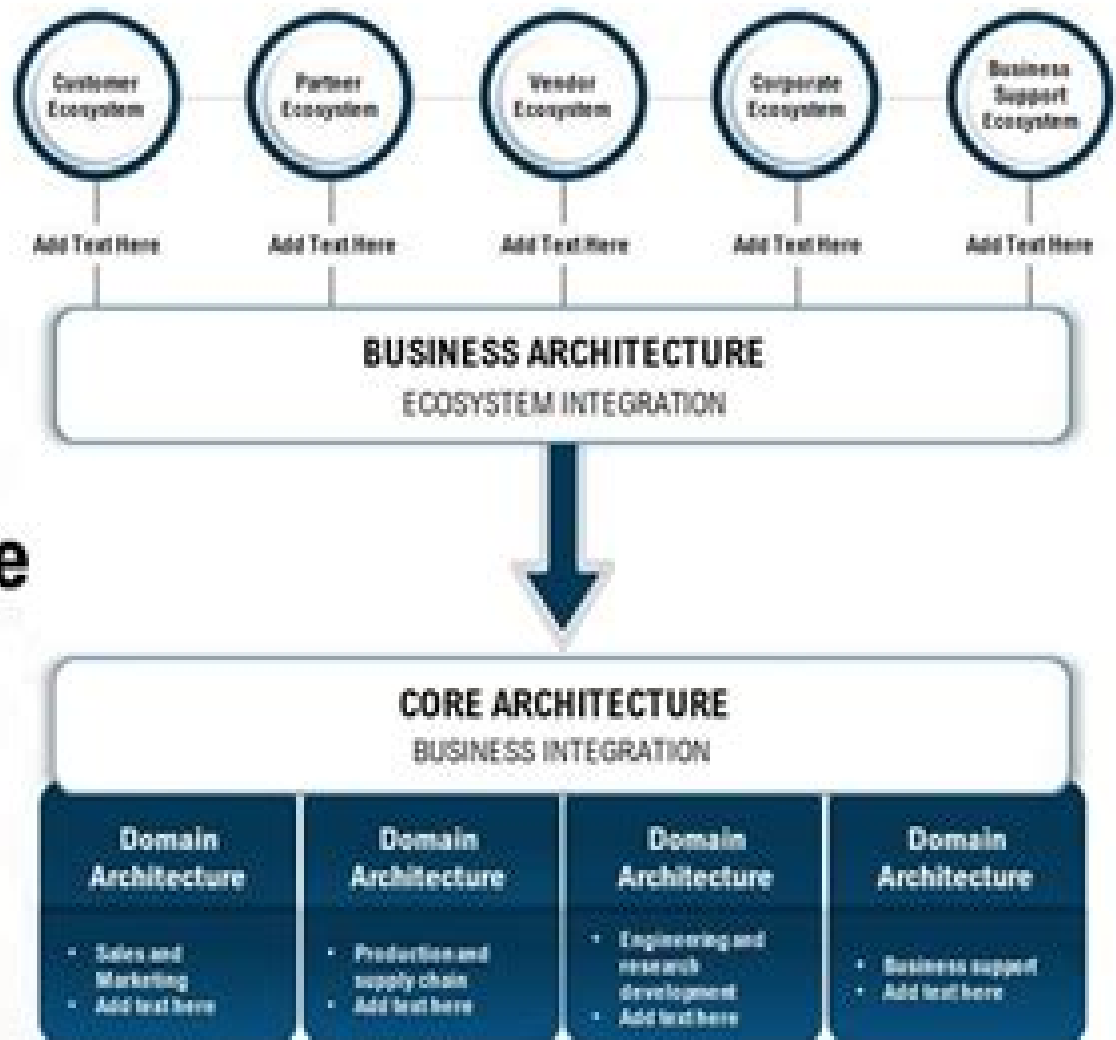 Customer
Ecosystem
Partner
Ecosystem
Vendor
Ecosystem
Corporate
Ecosystem
Business
Support
Ecosystem
Add Text Here
Add Text Here
Add Text Here
Add Text Here
Add Text Here
BUSINESS ARCHITECTURE
ECOSYSTEM INTEGRATION
e
CORE ARCHITECTURE
BUSINESS INTEGRATION
Domain
Architecture
• Sales and
Marketing
• Add text here
Domain
Architecture
• Production and
supply chain
• Add text here
Domain
Architecture
• Engineering and
research
development
• Add text here
Domain
Architecture
• Business support
• Add text here